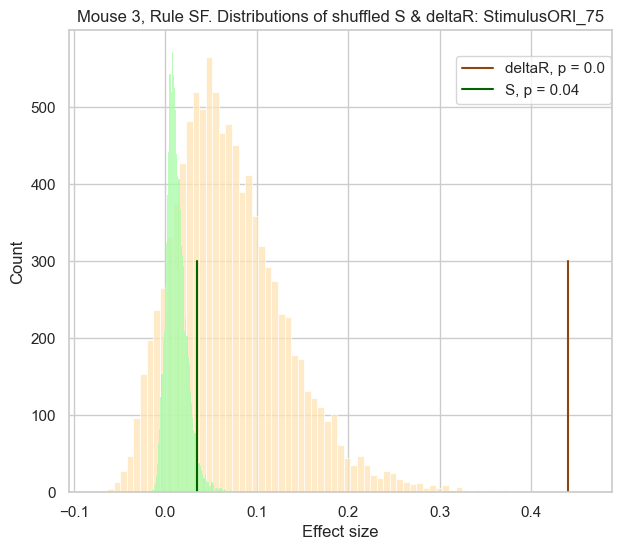 Mouse 3, Rule SF. Distributions of shuffled S & deltaR: StimulusORI_75
deltaR, p = 0.0
S, p = 0.04
500
400
300
200
100
0
Count
-0.1 0.0 0.1 0.2 0.3 0.4
Effect size